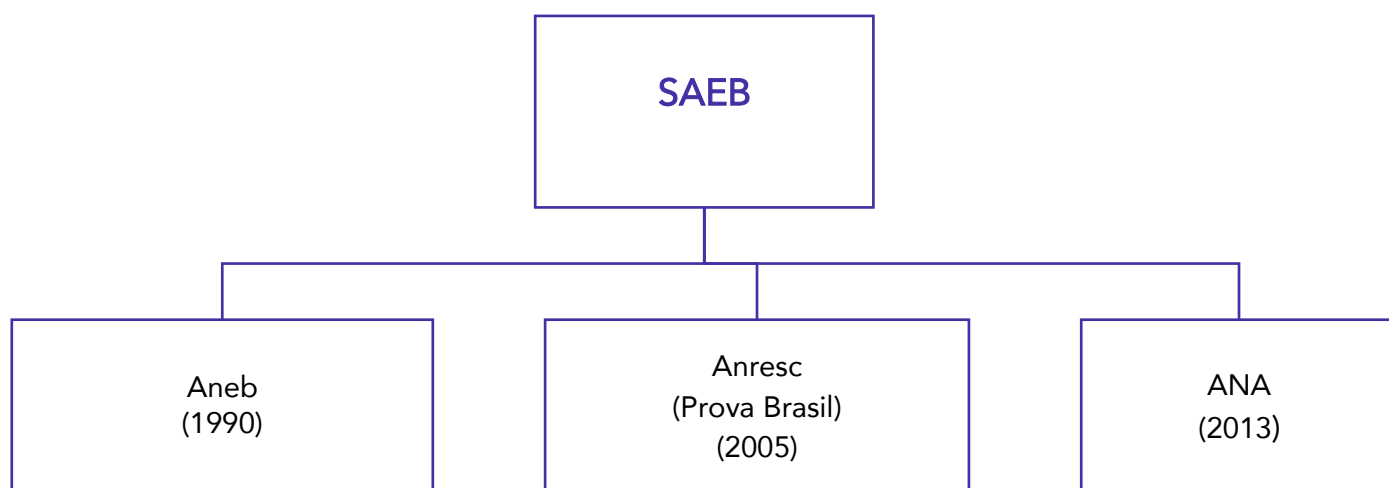 SAEB
Aneb
(1990)
Anresc
(Prova Brasil)
(2005)
ANA
(2013)